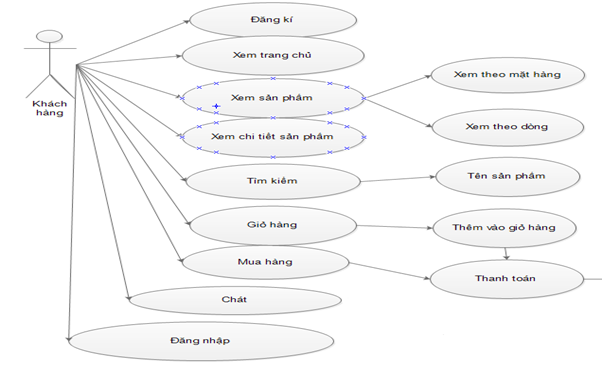 Đăng kí
Xem trang chủ
Xem sản phẩm
Xem theo mặt hàng
Khách
hàng
Xem chi tiết sản phẩm
Xem theo dòng
Tìm kiếm
Tên sản phẩm
Giỏ hàng
Thêm vào giỏ hàng
Mua hàng
Thanh toán
Chát
Đăng nhập